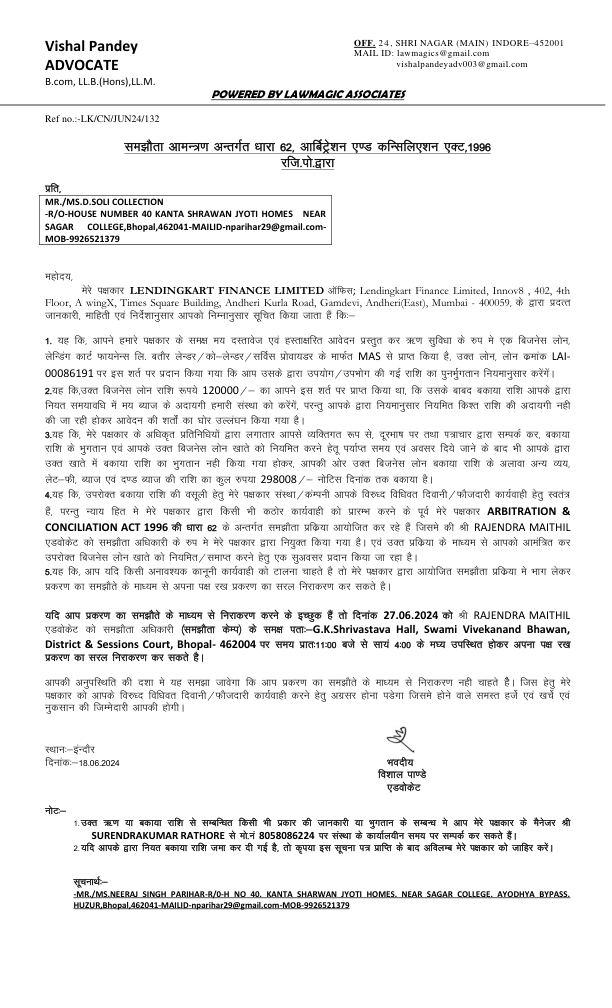 Vishal Pandey
ADVOCATE
B.com, LL.B.(Hons),LL.M.
OFF. 24, SHRI NAGAR (MAIN) INDORE–452001
MAIL ID: lawmagics@gmail.com
vishalpandeyadv003@gmail.com
POWERED BY LAWMAGIC ASSOCIATES
Ref no.:-LK/CN/JUN24/132
समझौता आमन्त्रण अन्तर्गत धारा 62, आर्बिट्रेशन एण्ड कन्सिलिएशन एक्ट,1996
रजि.पो.द्वारा
प्रति,
MR./MS.D.SOLI COLLECTION
-R/O-HOUSE NUMBER 40 KANTA SHRAWAN JYOTI HOMES NEAR
SAGAR COLLEGE,Bhopal,462041-MAILID-nparihar29@gmail.com-
MOB-9926521379
महोदय,
मेरे पक्षकार LENDINGKART FINANCE LIMITED ऑफिस; Lendingkart Finance Limited, Innov8 , 402, 4th
Floor, A wingX, Times Square Building, Andheri Kurla Road, Gamdevi, Andheri(East), Mumbai - 400059, के द्वारा प्रदत्त
जानकारी, माहिती एवं निर्देशानुसार आपको निम्नानुसार सूचित किया जाता हैं किः–
1. यह कि, आपने हमारे पक्षकार के समक्ष मय दस्तावेज एवं हस्ताक्षरित आवेदन प्रस्तुत कर ऋण सुविधा के रुप मे एक बिजनेस लोन,
लेन्डिंग कार्ट फायनेन्स लि. बतौर लेन्डर/को–लेन्डर/सर्विस प्रोवायडर के मार्फत MAS से प्राप्त किया है, उक्त लोन, लोन क्रमांक LAI-
00086191 पर इस शर्त पर प्रदान किया गया कि आप उसके द्वारा उपयोग/उपभोग की गई राशि का पुनर्भुगतान नियमानुसार करेगें।
2.यह कि,उक्त बिजनेस लोन राशि रूपये 120000/– का आपने इस शर्त पर प्राप्त किया था, कि उसके बाबद बकाया राशि आपके द्वारा
नियत समयावधि में मय ब्याज के अदायगी हमारी संस्था को करेगें, परन्तु आपके द्वारा नियमानुसार नियमित किश्त राशि की अदायगी नही
की जा रही होकर आवेदन की शर्तों का घोर उल्लंघन किया गया है।
3.यह कि, मेरे पक्षकार के अधिकृत प्रतिनिधियों द्वारा लगातार आपसे व्यक्तिगत रूप से, दूरभाष पर तथा पत्राचार द्वारा सम्पर्क कर, बकाया
राशि के भुगतान एवं आपके उक्त बिजनेस लोन खाते को नियमित करने हेतू पर्याप्त समय एवं अवसर दिये जाने के बाद भी आपके द्वारा
उक्त खाते में बकाया राशि का भुगतान नही किया गया होकर, आपकी ओर उक्त बिजनेस लोन बकाया राशि के अलावा अन्य व्यय,
लेट–फी, ब्याज एवं दण्ड ब्याज की राशि का कुल रुपया 298008/– नोटिस दिनांक तक बकाया है।
4.यह कि, उपरोक्त बकाया राशि की वसूली हेतु मेरे पक्षकार संस्था/कंम्पनी आपके विरुध्द विधिवत दिवानी/फौजदारी कार्यवाही हेतु स्वतंत्र
हैं, परन्तु न्याय हित मे मेरे पक्षकार द्वारा किसी भी कठोर कार्यवाही को प्रारम्भ करने के पूर्व मेरे पक्षकार ARBITRATION &
CONCILIATION ACT 1996 की धारा 62 के अन्तर्गत समझौता प्रक्रिया आयोजित कर रहे हैं जिसमे की श्री RAJENDRA MAITHIL
एडवोकेट को समझौता अधिकारी के रुप मे मेरे पक्षकार द्वारा नियुक्त किया गया है। एवं उक्त प्रक्रिया के माध्यम से आपको आमंत्रित कर
उपरोक्त बिजनेस लोन खाते को नियमित/समाप्त करने हेतु एक सुअवसर प्रदान किया जा रहा है।
5.यह कि, आप यदि किसी अनावश्यक कानूनी कार्यवाही को टालना चाहते है तो मेरे पक्षकार द्वारा आयोजित समझौता प्रक्रिया मे भाग लेकर
प्रकरण का समझौते के माध्यम से अपना पक्ष रख प्रकरण का सरल निराकरण कर सकते है।
यदि आप प्रकरण का समझौते के माध्यम से निराकरण करने के इच्छुक हैं तो दिनांक 27.06.2024 को श्री RAJENDRA MAITHIL
एडवोकेट को समझौता अधिकारी (समझौता केम्प) के समक्ष पताः–G.K.Shrivastava Hall, Swami Vivekanand Bhawan,
District & Sessions Court, Bhopal- 462004 पर समय प्रातः11:00 बजे से सायं 4:00 के मध्य उपस्थित होकर अपना पक्ष रख
प्रकरण का सरल निराकरण कर सकते है।
आपकी अनुपस्थिति की दशा मे यह समझा जावेगा कि आप प्रकरण का समझौते के माध्यम से निराकरण नही चाहते हैै। जिस हेतु मेरे
पक्षकार को आपके विरुध्द विधिवत दिवानी/फौजदारी कार्यवाही करने हेतु अग्रसर होना पडेगा जिसमे होने वाले समस्त हर्जे एवं खर्चे एवं
नुकसान की जिम्मेदारी आपकी होगी।
स्थानः–इंन्दौर
दिनांकः–18.06.2024
भवदीय
विशाल पाण्डे
एडवोकेट
नोटः–
1.उक्त ऋण या बकाया राशि से सम्बन्धित किसी भी प्रकार की जानकारी या भुगतान के सम्बन्ध मे आप मेरे पक्षकार के मैनेजर श्री
SURENDRAKUMAR RATHORE से मो.नं 8058086224 पर संस्था के कार्यालयीन समय पर सम्पर्क कर सकते हैं।
2.यदि आपके द्वारा नियत बकाया राशि जमा कर दी गई है, तो कृपया इस सूचना पत्र प्राप्ति के बाद अविलम्ब मेरे पक्षकार को जाहिर करें।
सूचनार्थः–
-MR./MS.NEERAJ SINGH PARIHAR-R/0-H NO 40, KANTA SHARWAN JYOTI HOMES, NEAR SAGAR COLLEGE, AYODHYA BYPASS,
HUZUR,Bhopal,462041-MAILID-nparihar29@gmail.com-MOB-9926521379